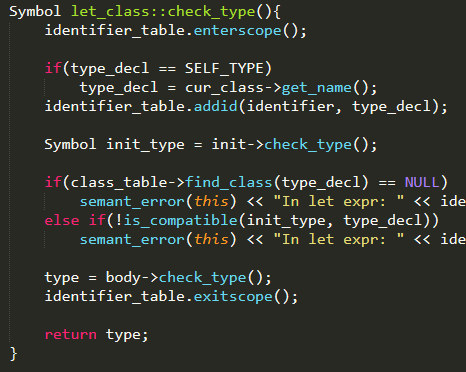 Symbol let_class::check_type(){
identifier_table.enterscope();
if(type_decl == SELF_TYPE)
type_decl = cur_class->get_name();
identifier_table.addid(identifier, type_decl);
Symbol init_type = init->check_type();
if(class_table->find_class(type_decl) == NULL)
semant_error(this) << "In let expr: " << ide
else if(!is_compatible(init_type, type_decl))
semant_error(this) << "In let expr: " << ide
type = body->check_type();
identifier_table.exitscope();
return type;
}